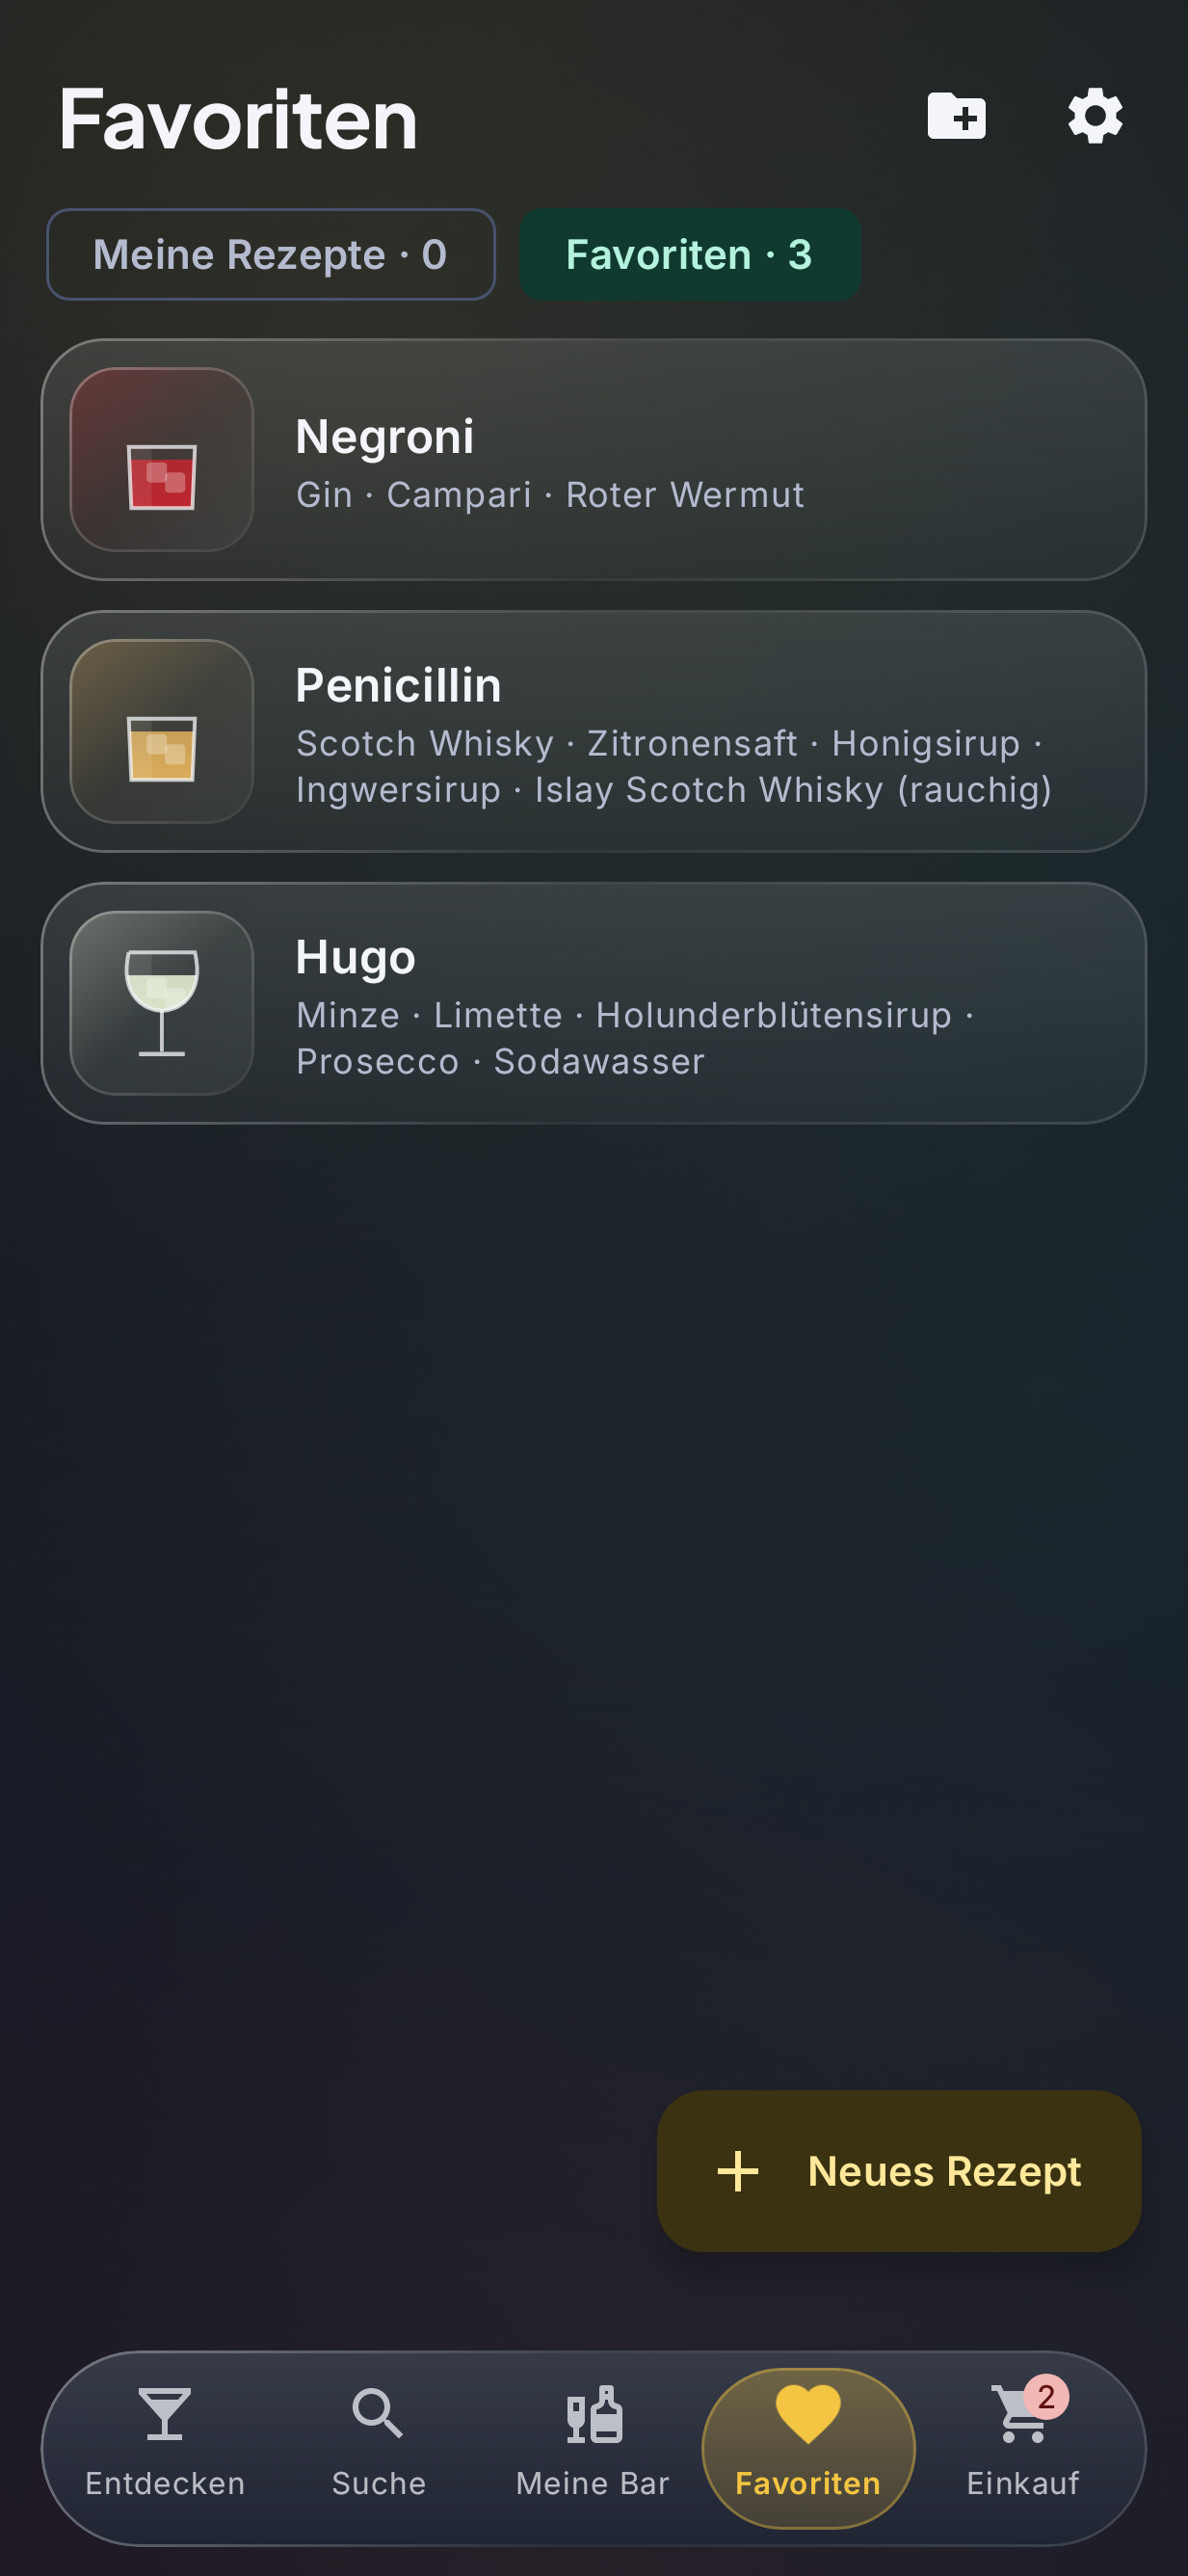 Favoriten
Meine Rezepte · 0
Favoriten · 3
Negroni
Gin · Campari · Roter Wermut
Penicillin
Scotch Whisky · Zitronensaft · Honigsirup ·
Ingwersirup · Islay Scotch Whisky (rauchig)
Hugo
Minze · Limette · Holunderblütensirup ·
Prosecco · Sodawasser
Neues Rezept
2
Entdecken
Suche
Meine Bar
Favoriten
Einkauf